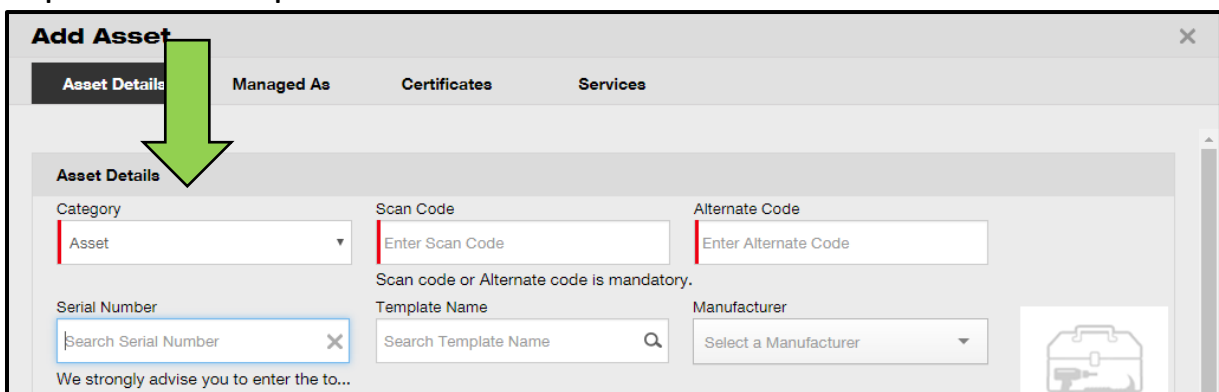 Add Asset
Asset Details Managed As Certificates Services
Asset Details
Category Scan Code Alternate Code
Asset Enter Scan Code Enter Alternate Code
Scan code or Alternate code is mandatory.
Serial Number Template Name Manufacturer
Search Serial Number Search Template Name Select a Manufacturer
We strongly advise you to enter the to...